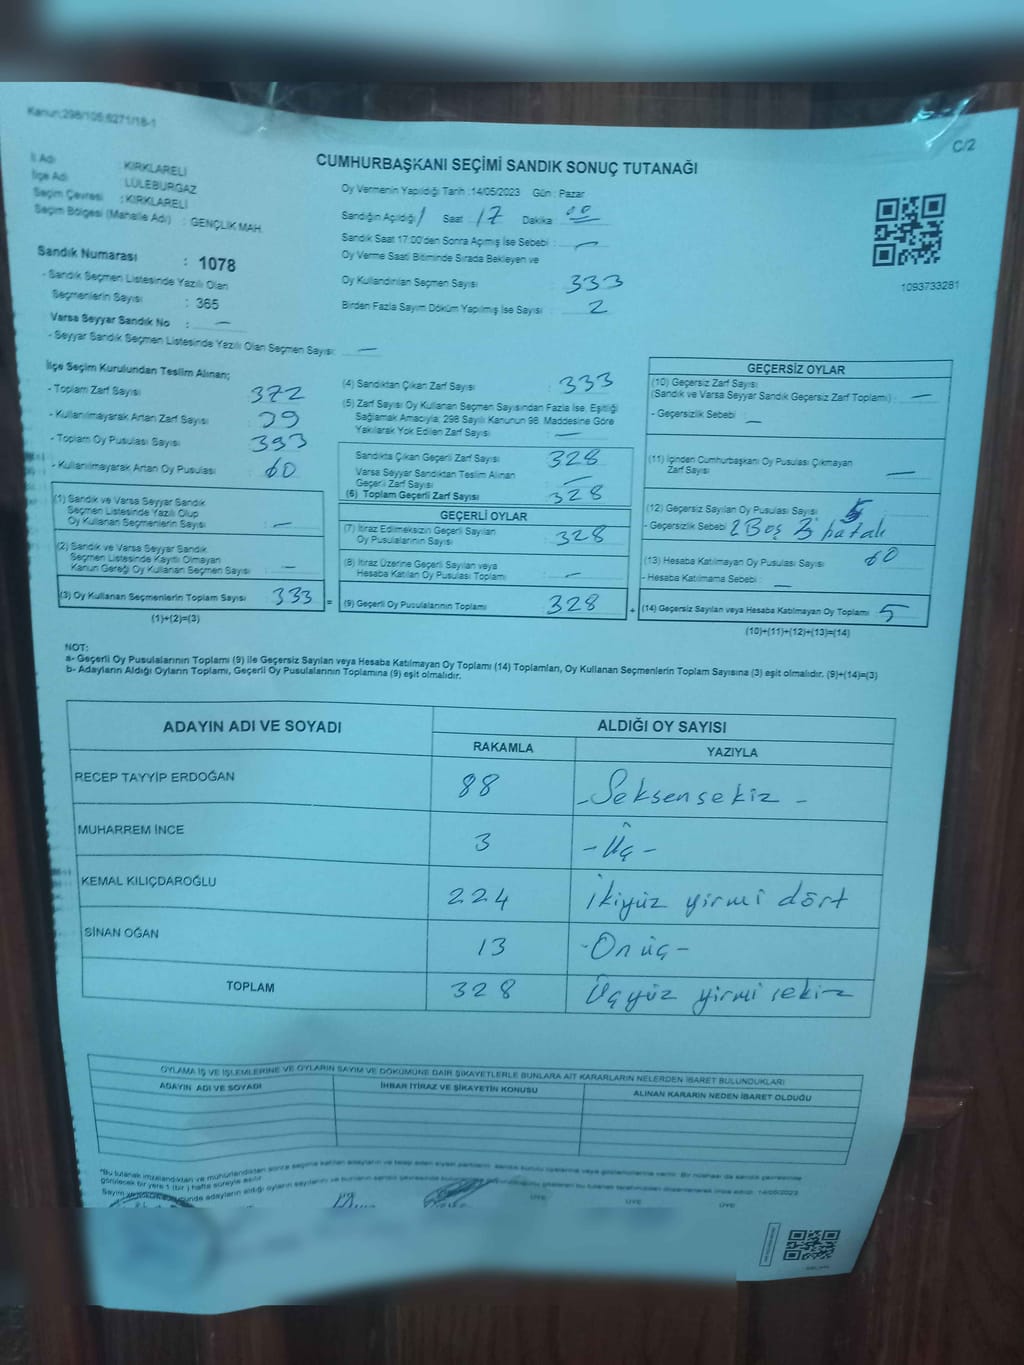 Kanun:298/105,6271/18-1
C/2
CUMHURBAŞKANI SEÇİMİ SANDIK SONUÇ TUTANAĞI
İl Adı : KIRKLARELİ
İlçe Adı : LÜLEBURGAZ
Seçim Çevresi : KIRKLARELİ
Seçim Bölgesi (Mahalle Adı) : GENÇLİK MAH.
Sandık Numarası : 1078
- Sandık Seçmen Listesinde Yazılı Olan
Seçmenlerin Sayısı : 365
Varsa Seyyar Sandık No : —
- Seyyar Sandık Seçmen Listesinde Yazılı Olan Seçmen Sayısı: —
Oy Vermenin Yapıldığı Tarih :14/05/2023 Gün : Pazar
Sandığın Açıldığı Saat 17 Dakika 00
Sandık Saat 17:00'den Sonra Açılmış İse Sebebi : —
Oy Verme Saati Bitiminde Sırada Bekleyen ve
Oy Kullandırılan Seçmen Sayısı : 333
Birden Fazla Sayım Döküm Yapılmış İse Sayısı : 2
1093733281
İlçe Seçim Kurulundan Teslim Alınan;
- Toplam Zarf Sayısı : 372
- Kullanılmayarak Artan Zarf Sayısı : 39
- Toplam Oy Pusulası Sayısı : 393
- Kullanılmayarak Artan Oy Pusulası : 60
(1) Sandık ve Varsa Seyyar Sandık
Seçmen Listesinde Yazılı Olup
Oy Kullanan Seçmenlerin Sayısı : —
(2) Sandık ve Varsa Seyyar Sandık
Seçmen Listesinde Kayıtlı Olmayan
Kanun Gereği Oy Kullanan Seçmen Sayısı : —
(3) Oy Kullanan Seçmenlerin Toplam Sayısı : 333 =
(1)+(2)=(3)
(4) Sandıktan Çıkan Zarf Sayısı : 333
(5) Zarf Sayısı Oy Kullanan Seçmen Sayısından Fazla İse, Eşitliği
Sağlamak Amacıyla, 298 Sayılı Kanunun 98. Maddesine Göre
Yakılarak Yok Edilen Zarf Sayısı : —
Sandıkta Çıkan Geçerli Zarf Sayısı : 328
Varsa Seyyar Sandıktan Teslim Alınan
Geçerli Zarf Sayısı : —
(6) Toplam Geçerli Zarf Sayısı : 328
GEÇERLİ OYLAR
(7) İtiraz Edilmeksizin Geçerli Sayılan
Oy Pusulalarının Sayısı : 328
(8) İtiraz Üzerine Geçerli Sayılan veya
Hesaba Katılan Oy Pusulası Toplamı : —
(9) Geçerli Oy Pusulalarının Toplamı : 328 +
GEÇERSİZ OYLAR
(10) Geçersiz Zarf Sayısı
(Sandık ve Varsa Seyyar Sandık Geçersiz Zarf Toplamı) : —
- Geçersizlik Sebebi : —
(11) İçinden Cumhurbaşkanı Oy Pusulası Çıkmayan
Zarf Sayısı : —
(12) Geçersiz Sayılan Oy Pusulası Sayısı : 5
- Geçersizlik Sebebi : 2 Boş 3 hatalı
(13) Hesaba Katılmayan Oy Pusulası Sayısı : 60
- Hesaba Katılmama Sebebi : —
(14) Geçersiz Sayılan veya Hesaba Katılmayan Oy Toplamı : 5
(10)+(11)+(12)+(13)=(14)
NOT:
a- Geçerli Oy Pusulalarının Toplamı (9) ile Geçersiz Sayılan veya Hesaba Katılmayan Oy Toplamı (14) Toplamları, Oy Kullanan Seçmenlerin Toplam Sayısına (3) eşit olmalıdır. (9)+(14)=(3)
b- Adayların Aldığı Oyların Toplamı, Geçerli Oy Pusulalarının Toplamına (9) eşit olmalıdır.
ADAYIN ADI VE SOYADI ALDIĞI OY SAYISI
RAKAMLA YAZIYLA
RECEP TAYYİP ERDOĞAN 88 - Seksensekiz -
MUHARREM İNCE 3 - Üç -
KEMAL KILIÇDAROĞLU 224 İkiyüz yirmi dört
SİNAN OĞAN 13 - Onüç -
TOPLAM 328 Üçyüz yirmi sekiz
OYLAMA İŞ VE İŞLEMLERİNE VE OYLARIN SAYIM VE DÖKÜMÜNE DAİR ŞİKAYETLERLE BUNLARA AİT KARARLARIN NELERDEN İBARET BULUNDUKLARI
ADAYIN ADI VE SOYADI İHBAR İTİRAZ VE ŞİKAYETİN KONUSU ALINAN KARARIN NEDEN İBARET OLDUĞU
ÜYE ÜYE ÜYE